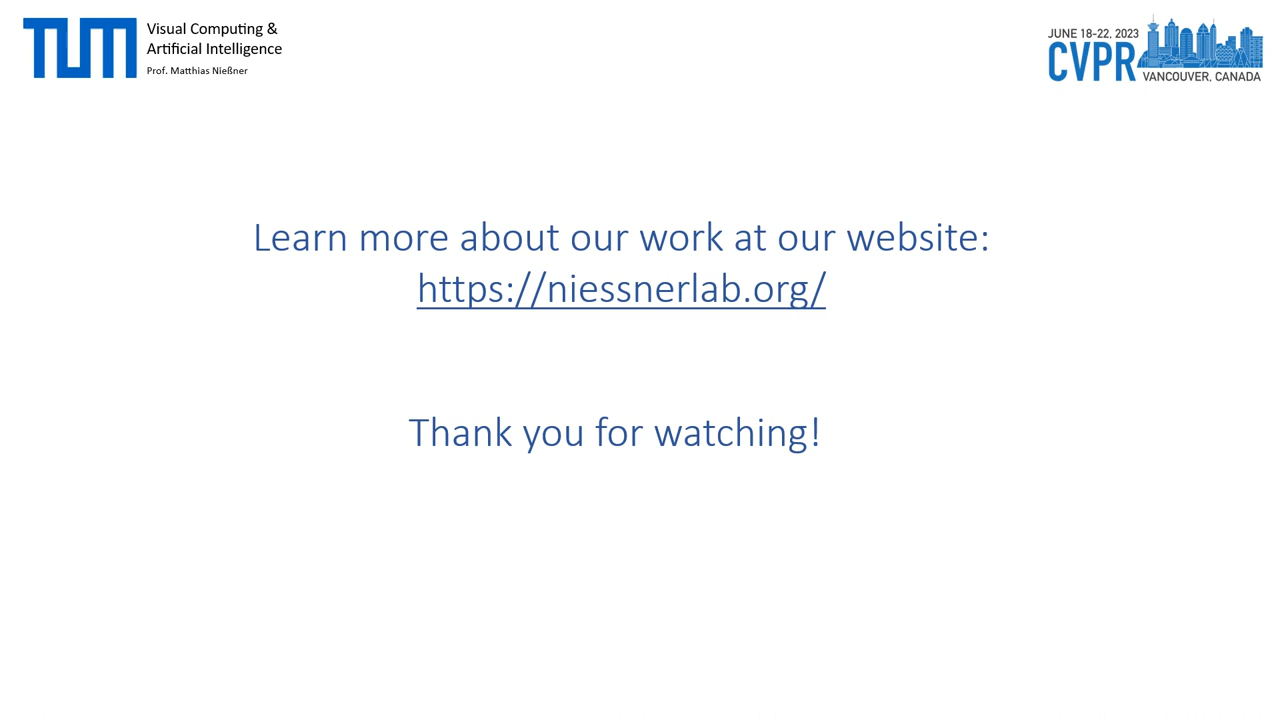 TUM
Visual Computing &
Artificial Intelligence
Prof. Matthias Nießner
JUNE 18-22, 2023
CVPR
VANCOUVER, CANADA
Learn more about our work at our website:
https://niessnerlab.org/
Thank you for watching!